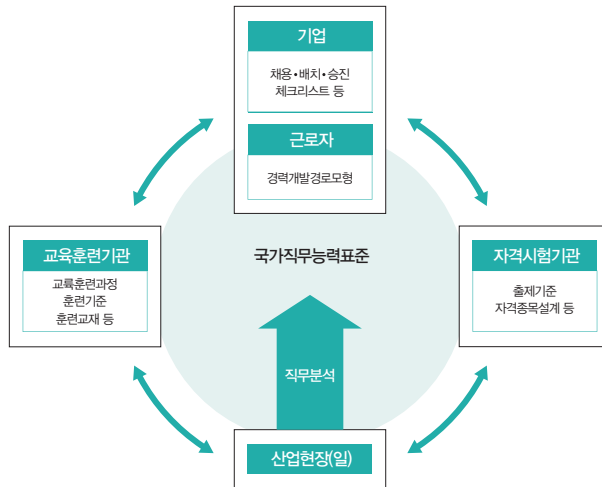 기업
채용•배치•승진
체크리스트 등
근로자
경력개발경로모형
교육훈련기관
교륙훈련과정
훈련기준
훈련교재 등
국가직무능력표준
자격시험기관
출제기준
자격종목설계 등
직무분석
산업현장(일)